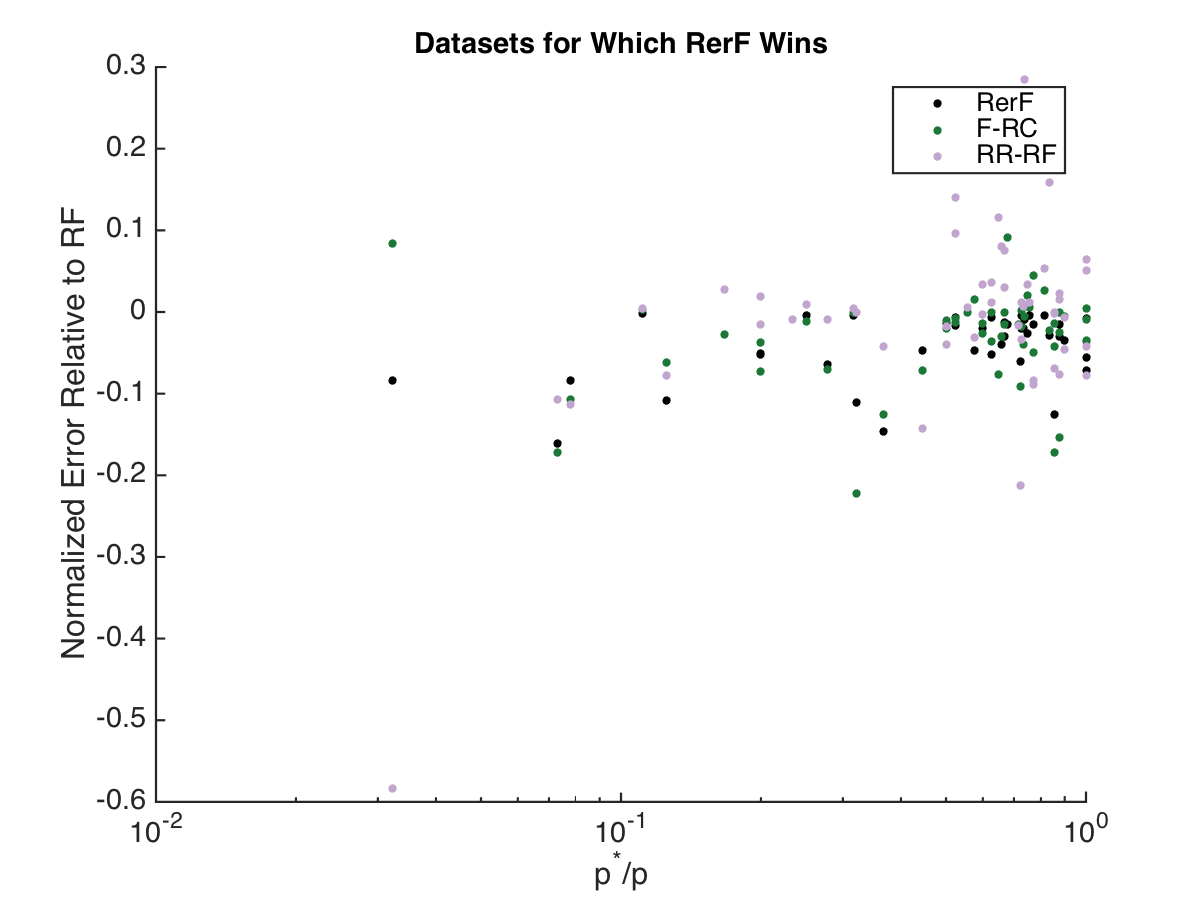 Datasets for Which RerF Wins
RerF
F-RC
RR-RF
Normalized Error Relative to RF
0.3
0.2
0.1
0
-0.1
-0.2
-0.3
-0.4
-0.5
-0.6
10^-2
10^-1
10^0
p^*/p